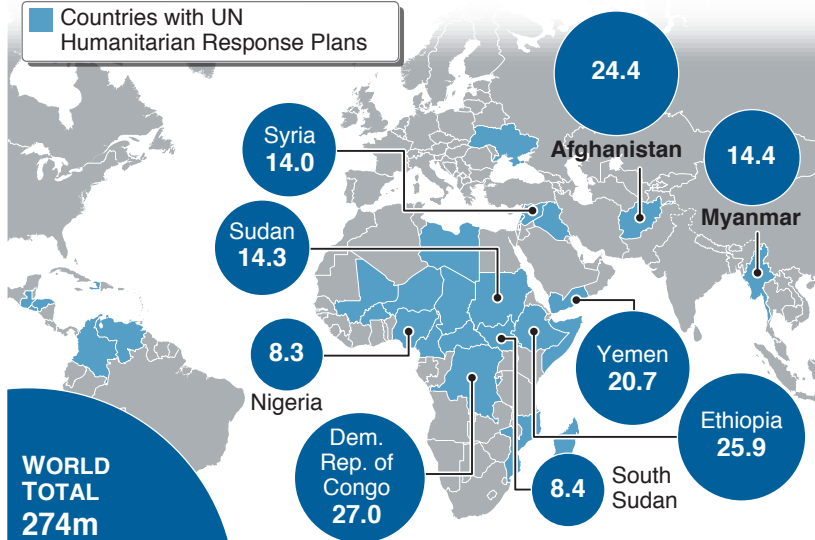 Countries with UN
Humanitarian Response Plans
24.4
Afghanistan
14.4
Myanmar
Syria
14.0
Sudan
14.3
8.3
Nigeria
Yemen
20.7
Ethiopia
25.9
Dem.
Rep. of
Congo
27.0
8.4
South
Sudan
WORLD
TOTAL
274m